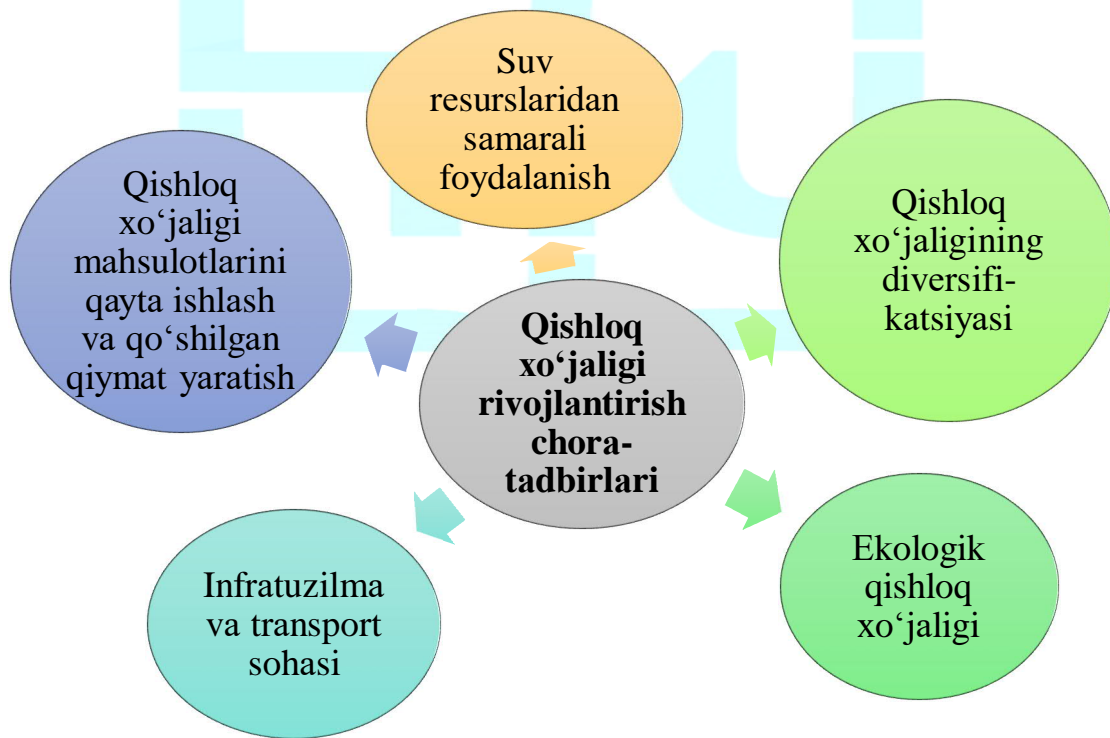 Suv
resurslaridan
samarali
foydalanish
Qishloq
xo‘jaligi
mahsulotlarini
qayta ishlash
va qo‘shilgan
qiymat yaratish
Qishloq
xo‘jaligining
diversifi-
katsiyasi
Qishloq
xo‘jaligi
rivojlantirish
chora-
tadbirlari
Infratuzilma
va transport
sohasi
Ekologik
qishloq
xo‘jaligi